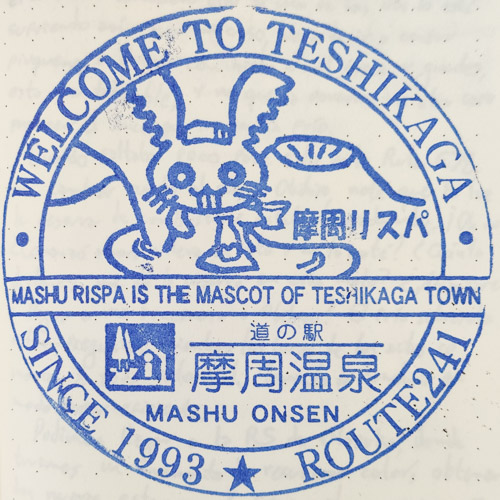 WELCOME TO TESHIKAGA
摩周リスパ
MASHU RISPA IS THE MASCOT OF TESHIKAGA TOWN
道の駅
摩周温泉
MASHU ONSEN
SINCE 1993 ★ ROUTE241